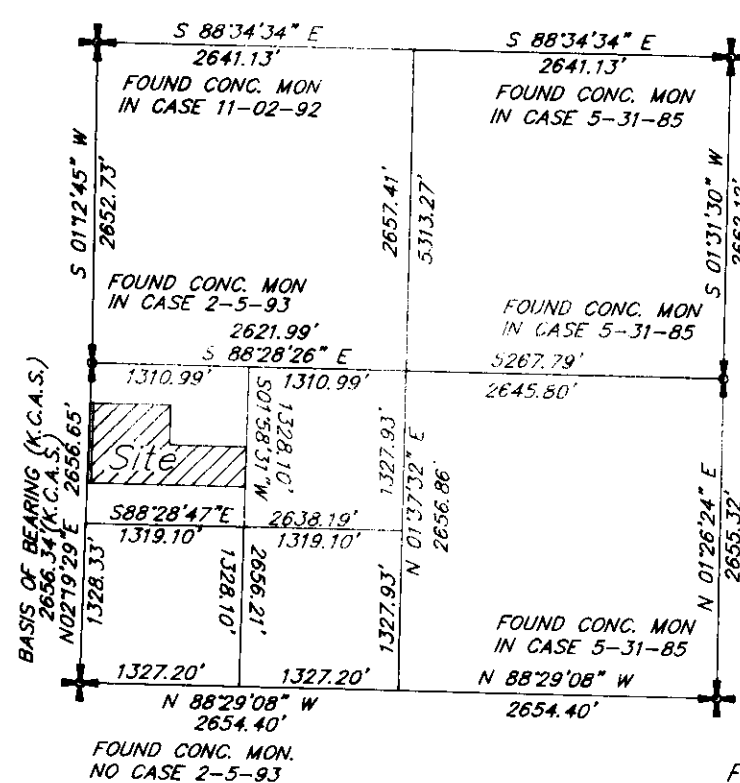 S 88°34'34" E
2641.13'
FOUND CONC. MON
IN CASE 11-02-92
S 88°34'34" E
2641.13'
FOUND CONC. MON
IN CASE 5-31-85
S 01°12'45" W
2652.73'
2657.41'
5313.27'
S 01°31'30" W
FOUND CONC. MON
IN CASE 2-5-93
2621.99'
S 88°28'26" E
1310.99'
1310.99'
FOUND CONC. MON
IN CASE 5-31-85
5267.79'
2645.80'
BASIS OF BEARING (K.C.A.S.)
2656.34'(K.C.A.S.)
N02°19'29"E 2656.65'
1328.33'
Site
S01°58'31"W
1328.10'
1327.93'
N 01°37'32" E
2656.86'
S88°28'47"E
1319.10'
2638.19'
1319.10'
1328.10'
2656.21'
1327.93'
N 01°26'24" E
2655.32'
FOUND CONC. MON
IN CASE 5-31-85
1327.20'
1327.20'
N 88°29'08" W
2654.40'
N 88°29'08" W
2654.40'
FOUND CONC. MON.
NO CASE 2-5-93
F